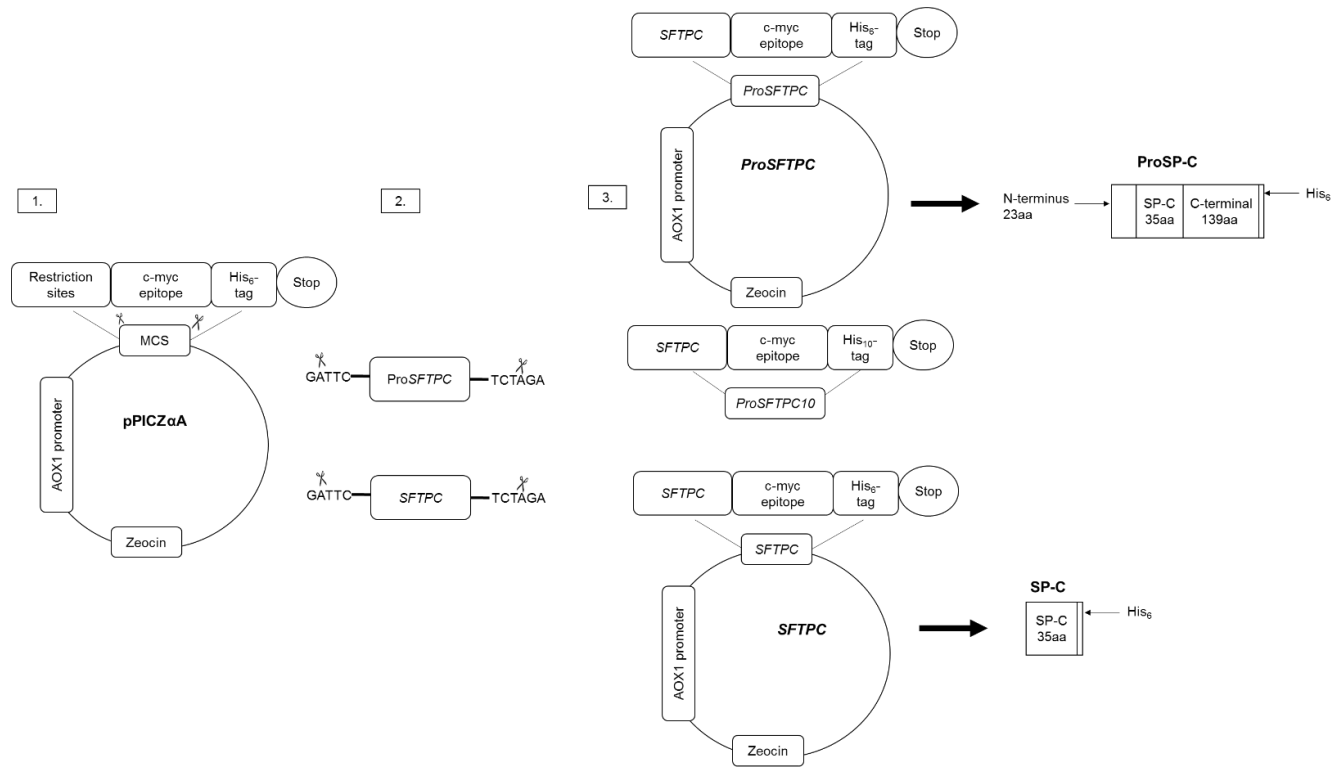 1.
Restriction
sites
c-myc
epitope
His6-
tag
Stop
MCS
AOX1 promoter
pPICZαA
Zeocin
2.
GATTC
ProSFTPC
TCTAGA
GATTC
SFTPC
TCTAGA
3.
SFTPC
c-myc
epitope
His6-
tag
Stop
ProSFTPC
AOX1 promoter
ProSFTPC
Zeocin
ProSP-C
N-terminus
23aa
SP-C
35aa
C-terminal
139aa
His6
SFTPC
c-myc
epitope
His10-
tag
Stop
ProSFTPC10
SFTPC
c-myc
epitope
His6-
tag
Stop
SFTPC
AOX1 promoter
SFTPC
Zeocin
SP-C
SP-C
35aa
His6